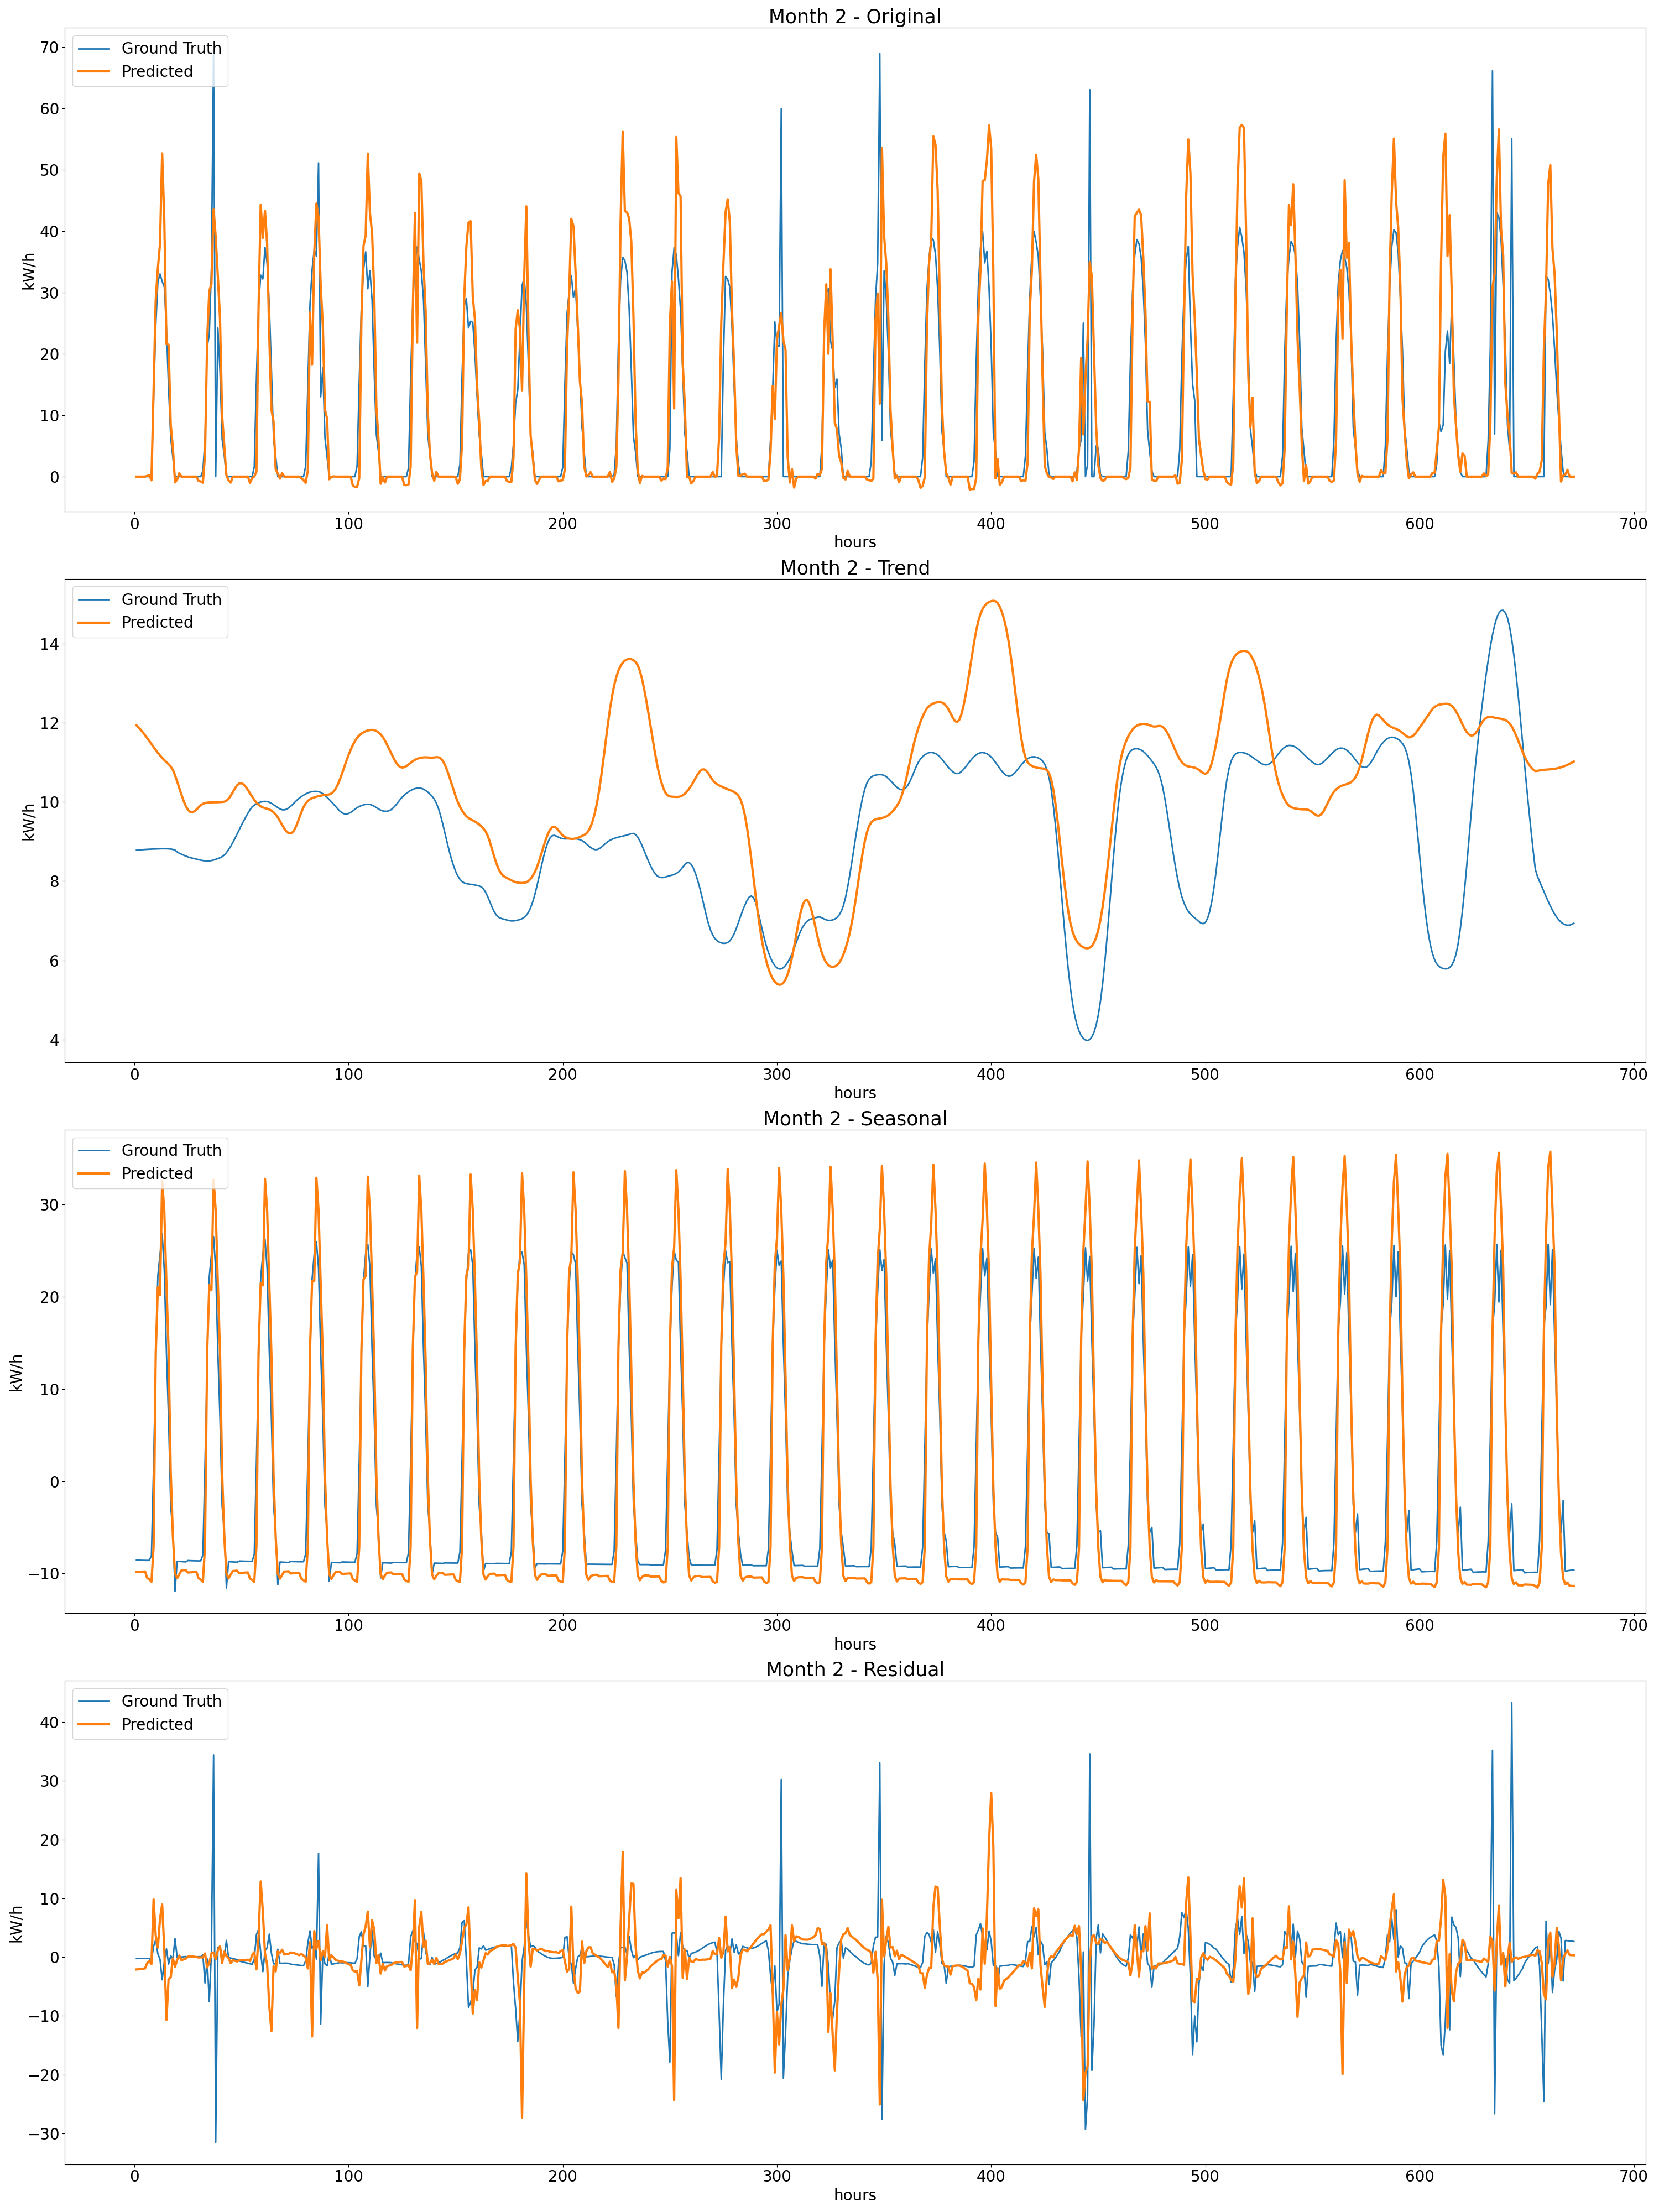 Month 2 - Original
Ground Truth
Predicted
kW/h
70
60
50
40
30
20
10
0
0 100 200 300 400 500 600 700
hours
Month 2 - Trend
Ground Truth
Predicted
kW/h
14
12
10
8
6
4
0 100 200 300 400 500 600 700
hours
Month 2 - Seasonal
Ground Truth
Predicted
kW/h
30
20
10
0
−10
0 100 200 300 400 500 600 700
hours
Month 2 - Residual
Ground Truth
Predicted
kW/h
40
30
20
10
0
−10
−20
−30
0 100 200 300 400 500 600 700
hours